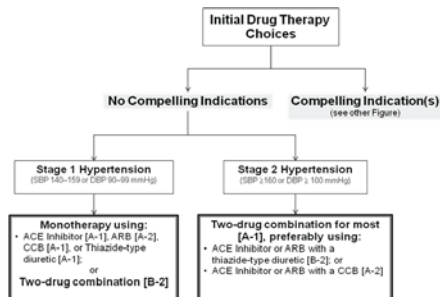 Initial Drug Therapy
Choices
No Compelling Indications
Compelling Indication(s)
(see other Figure)
Stage 1 Hypertension
(SBP 140–159 or DBP 90–99 mmHg)
Stage 2 Hypertension
(SBP ≥160 or DBP ≥ 100 mmHg)
Monotherapy using:
• ACE Inhibitor [A-1], ARB [A-2],
CCB [A-1], or Thiazide-type
diuretic [A-1];
or
Two-drug combination [B-2]
Two-drug combination for most
[A-1], preferably using:
• ACE Inhibitor or ARB with a
thiazide-type diuretic [B-2]; or
• ACE Inhibitor or ARB with a CCB [A-2]